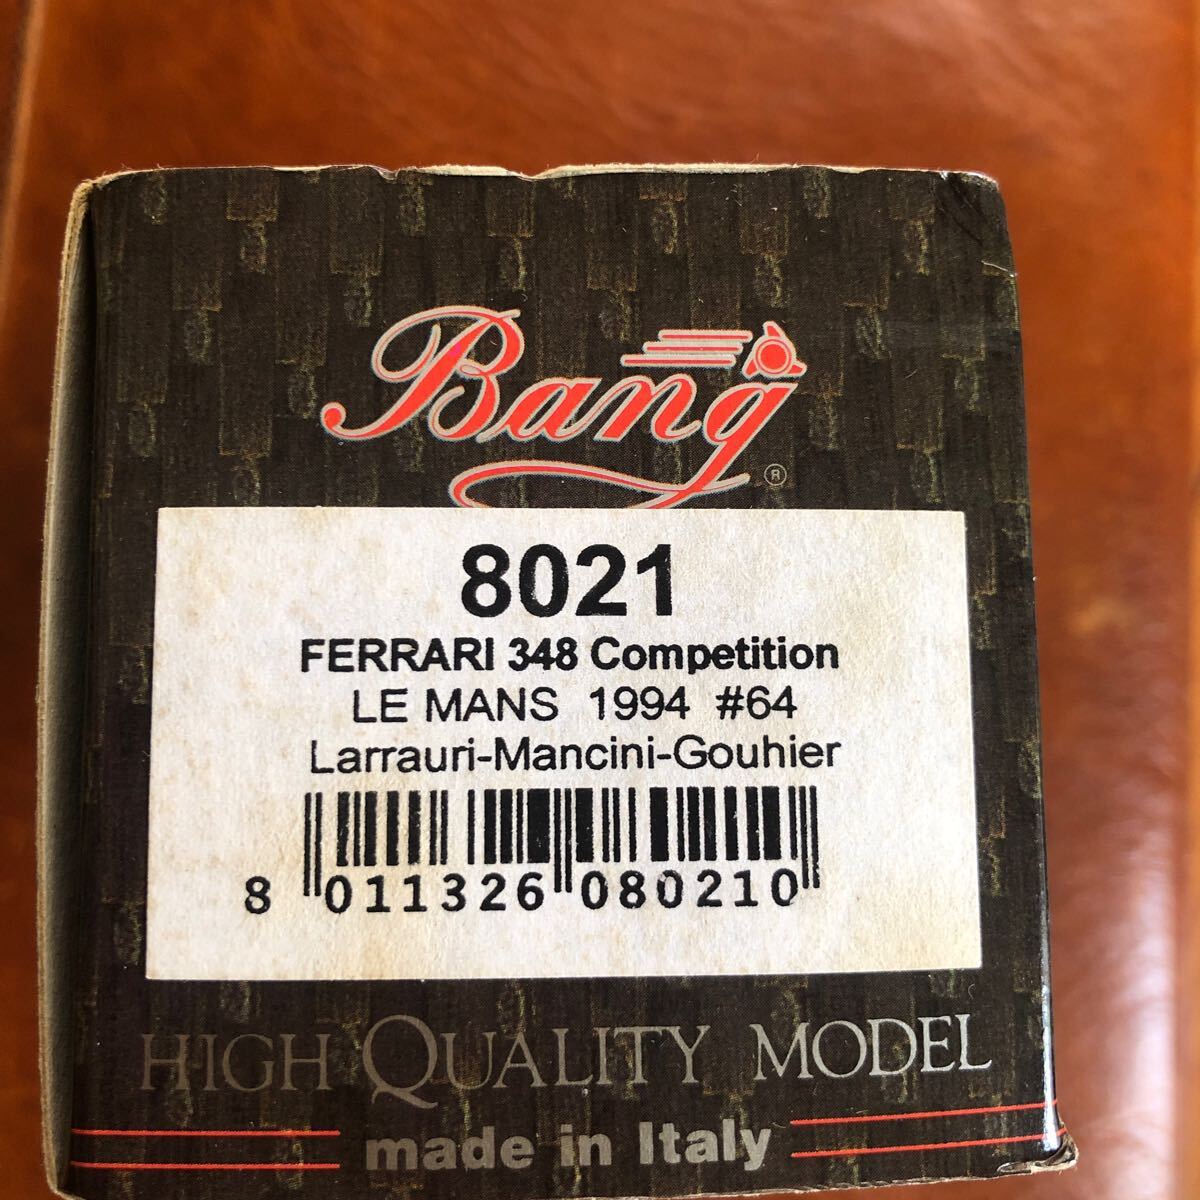 Bang
®
8021
FERRARI 348 Competition
LE MANS 1994 #64
Larrauri-Mancini-Gouhier
8 011326 080210
HIGH QUALITY MODEL
made in Italy